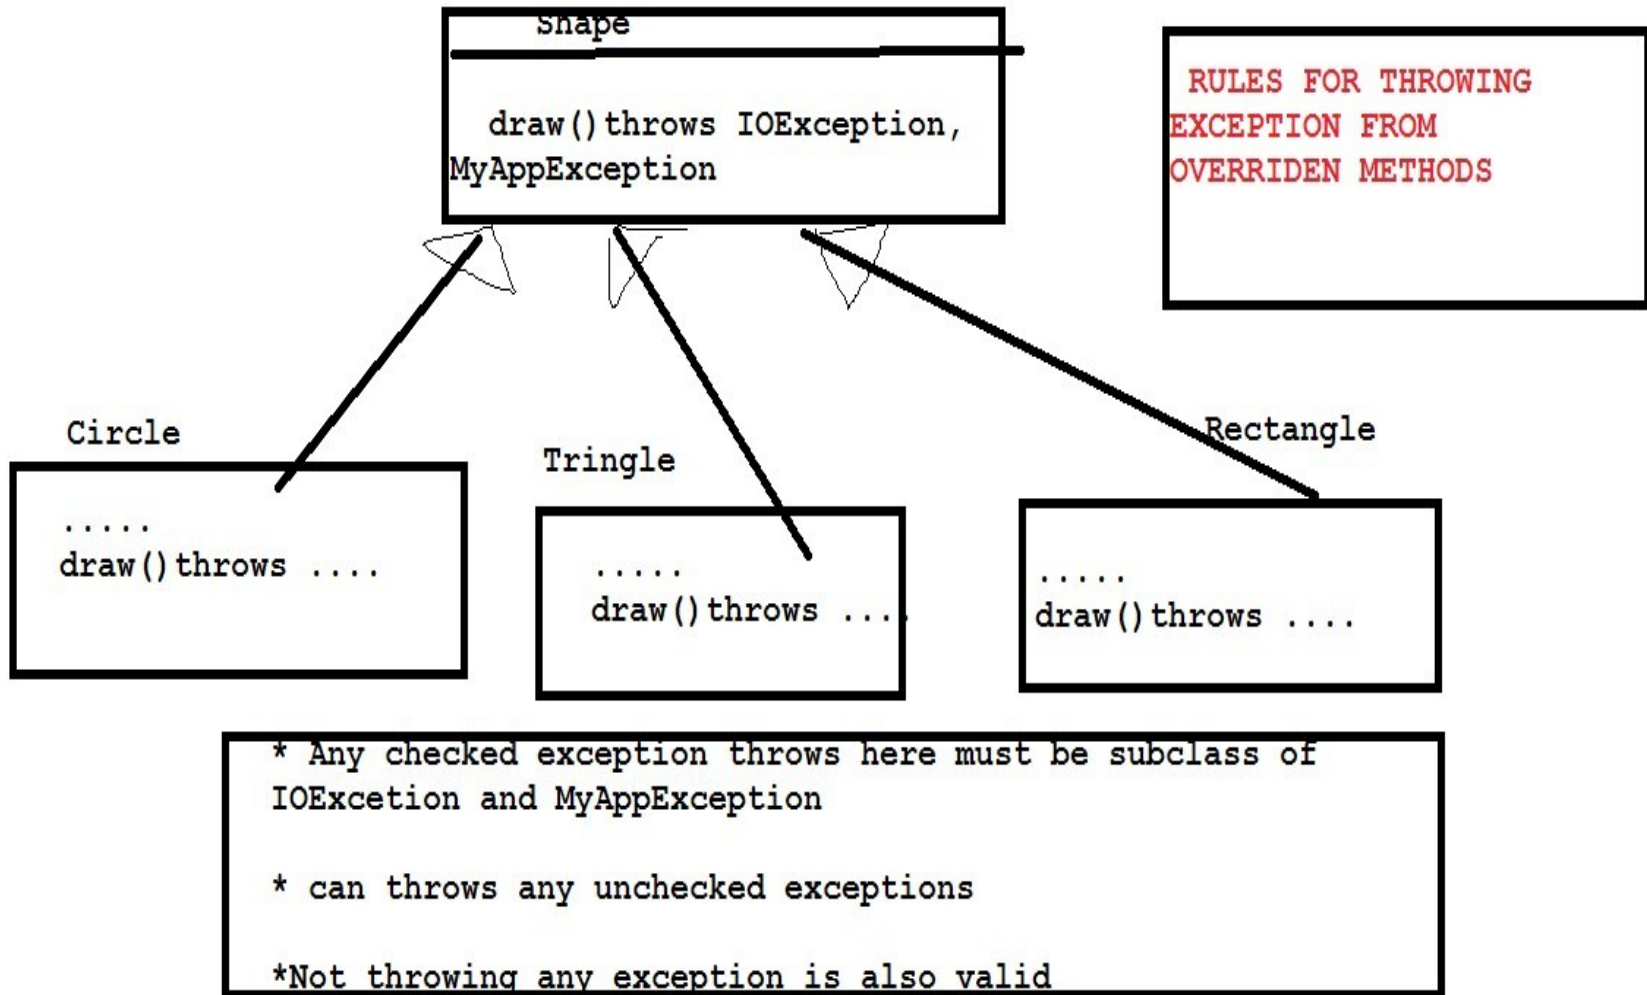 Shape
draw()throws IOException,
MyAppException
RULES FOR THROWING
EXCEPTION FROM
OVERRIDEN METHODS
Circle
.....
draw()throws ....
Tringle
.....
draw()throws ....
Rectangle
.....
draw()throws ....
* Any checked exception throws here must be subclass of
IOExcetion and MyAppException
* can throws any unchecked exceptions
*Not throwing any exception is also valid